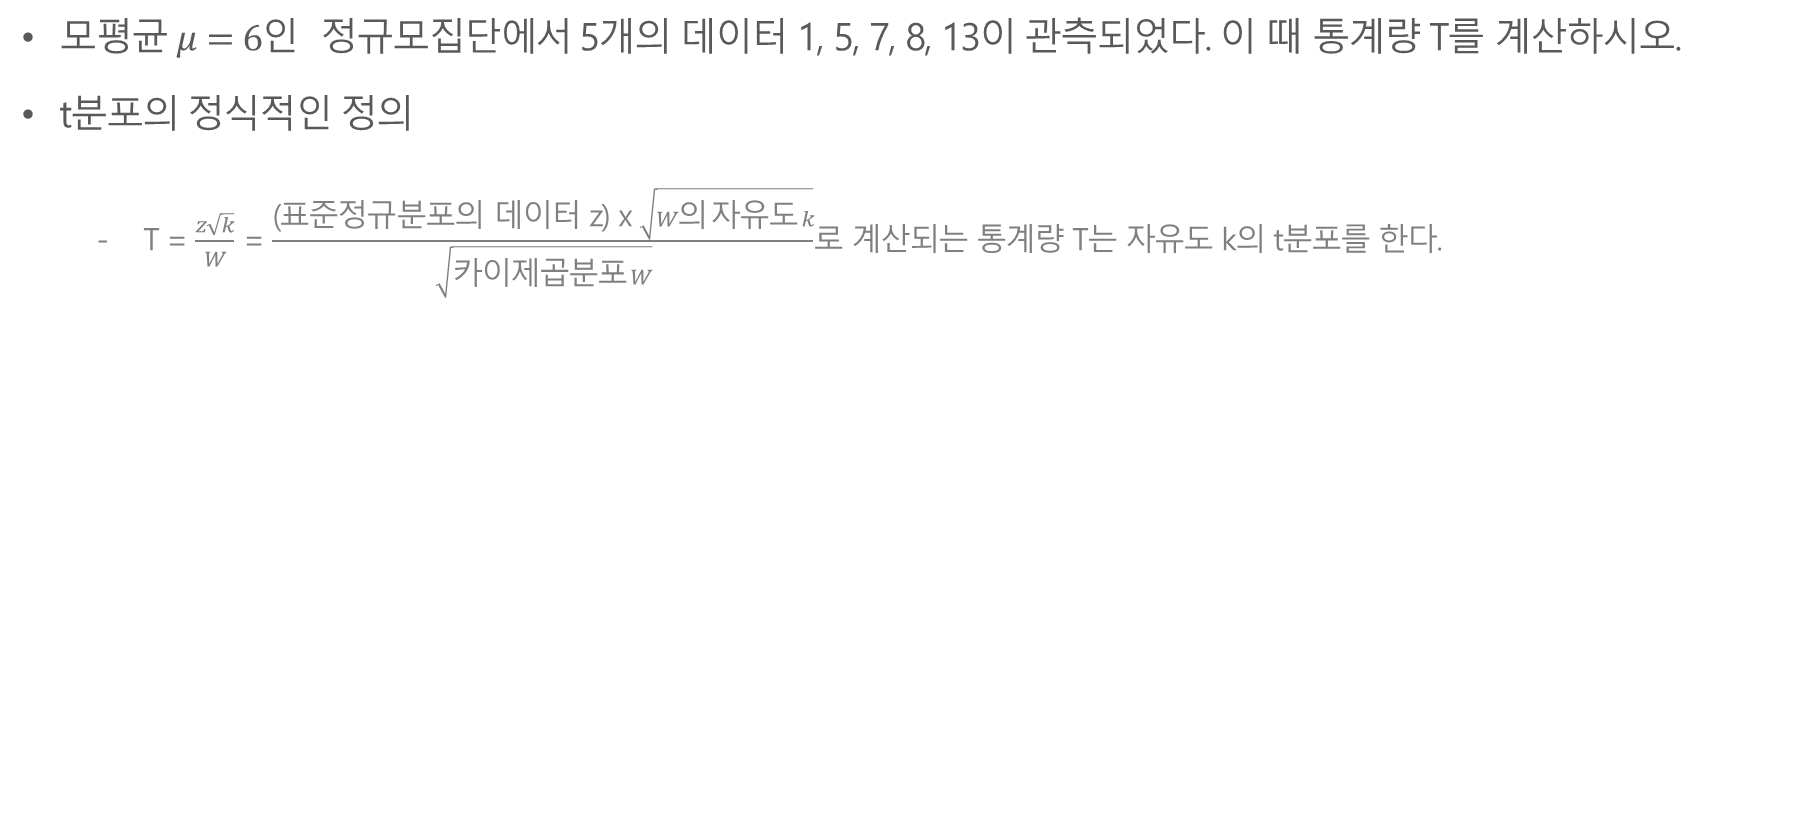 • 모평균 μ = 6인 정규모집단에서 5개의 데이터 1, 5, 7, 8, 13이 관측되었다. 이 때 통계량 T를 계산하시오.
• t분포의 정식적인 정의
- T = z√k / W = (표준정규분포의 데이터 z) x √W의 자유도 k / √카이제곱분포 W 로 계산되는 통계량 T는 자유도 k의 t분포를 한다.